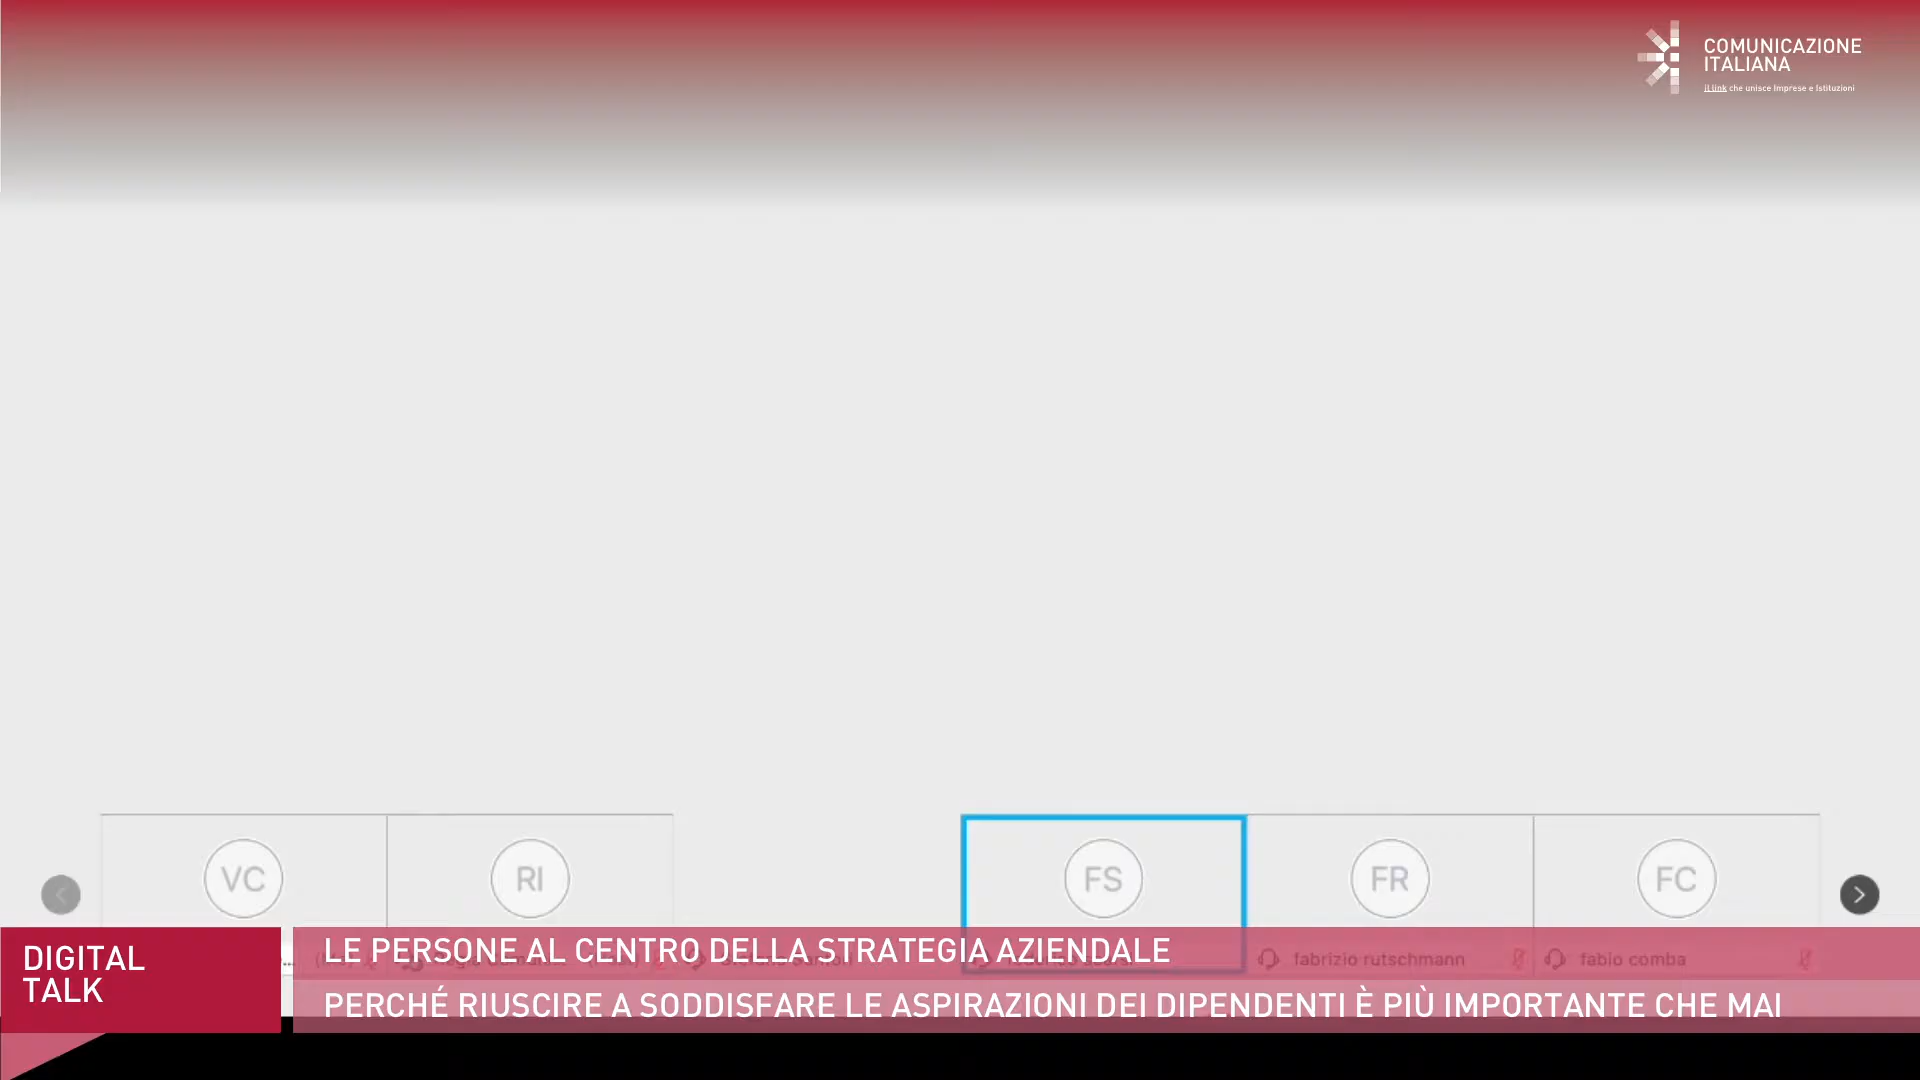 COMUNICAZIONE
ITALIANA
il link che unisce Imprese e Istituzioni
VC
RI
FS
FR
FC
fabrizio rutschmann
fabio comba
DIGITAL
TALK
LE PERSONE AL CENTRO DELLA STRATEGIA AZIENDALE
PERCHÉ RIUSCIRE A SODDISFARE LE ASPIRAZIONI DEI DIPENDENTI È PIÙ IMPORTANTE CHE MAI